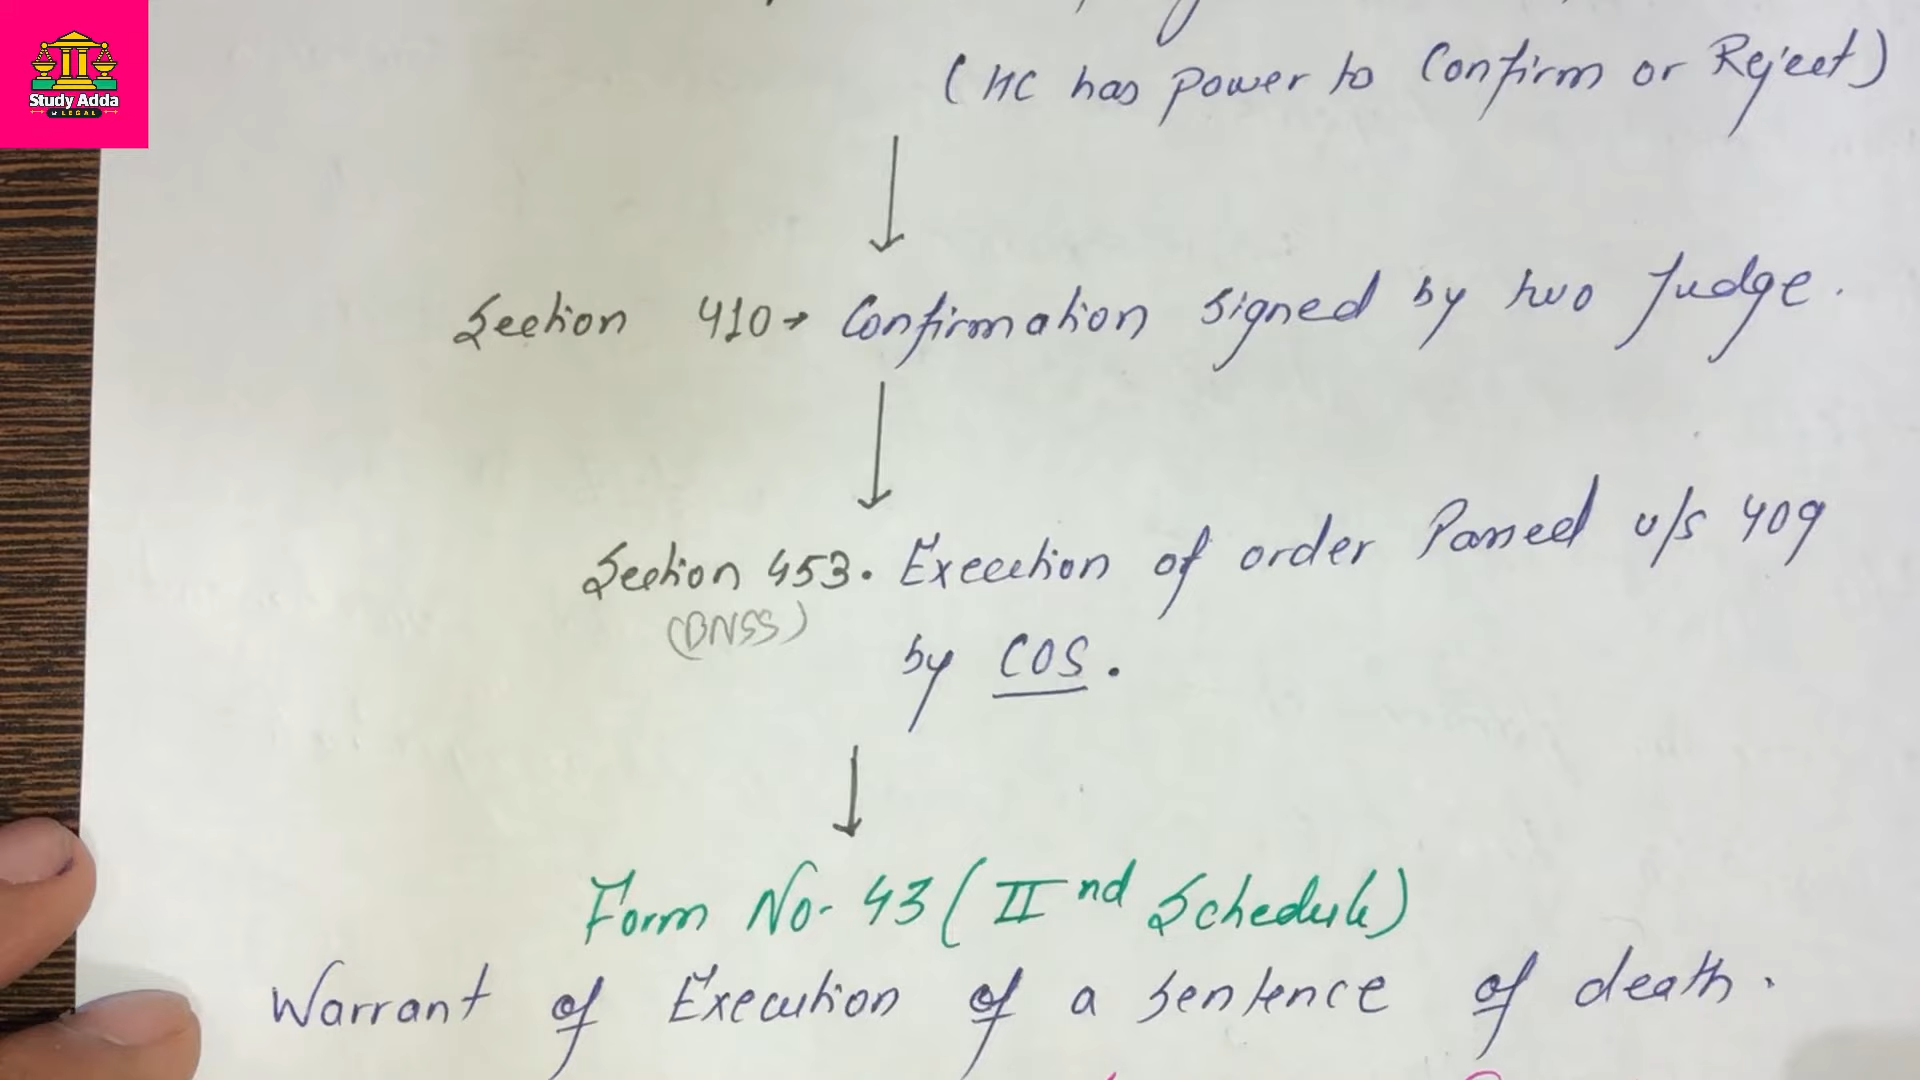 Study Adda
LEGAL
(HC has power to Confirm or Reject)
Section 410→ Confirmation signed by two Judge.
Section 453. Execution of order Passed u/s 409
(BNSS)
by COS.
Form No. 43 (IInd Schedule)
Warrant of Execution of a sentence of death.